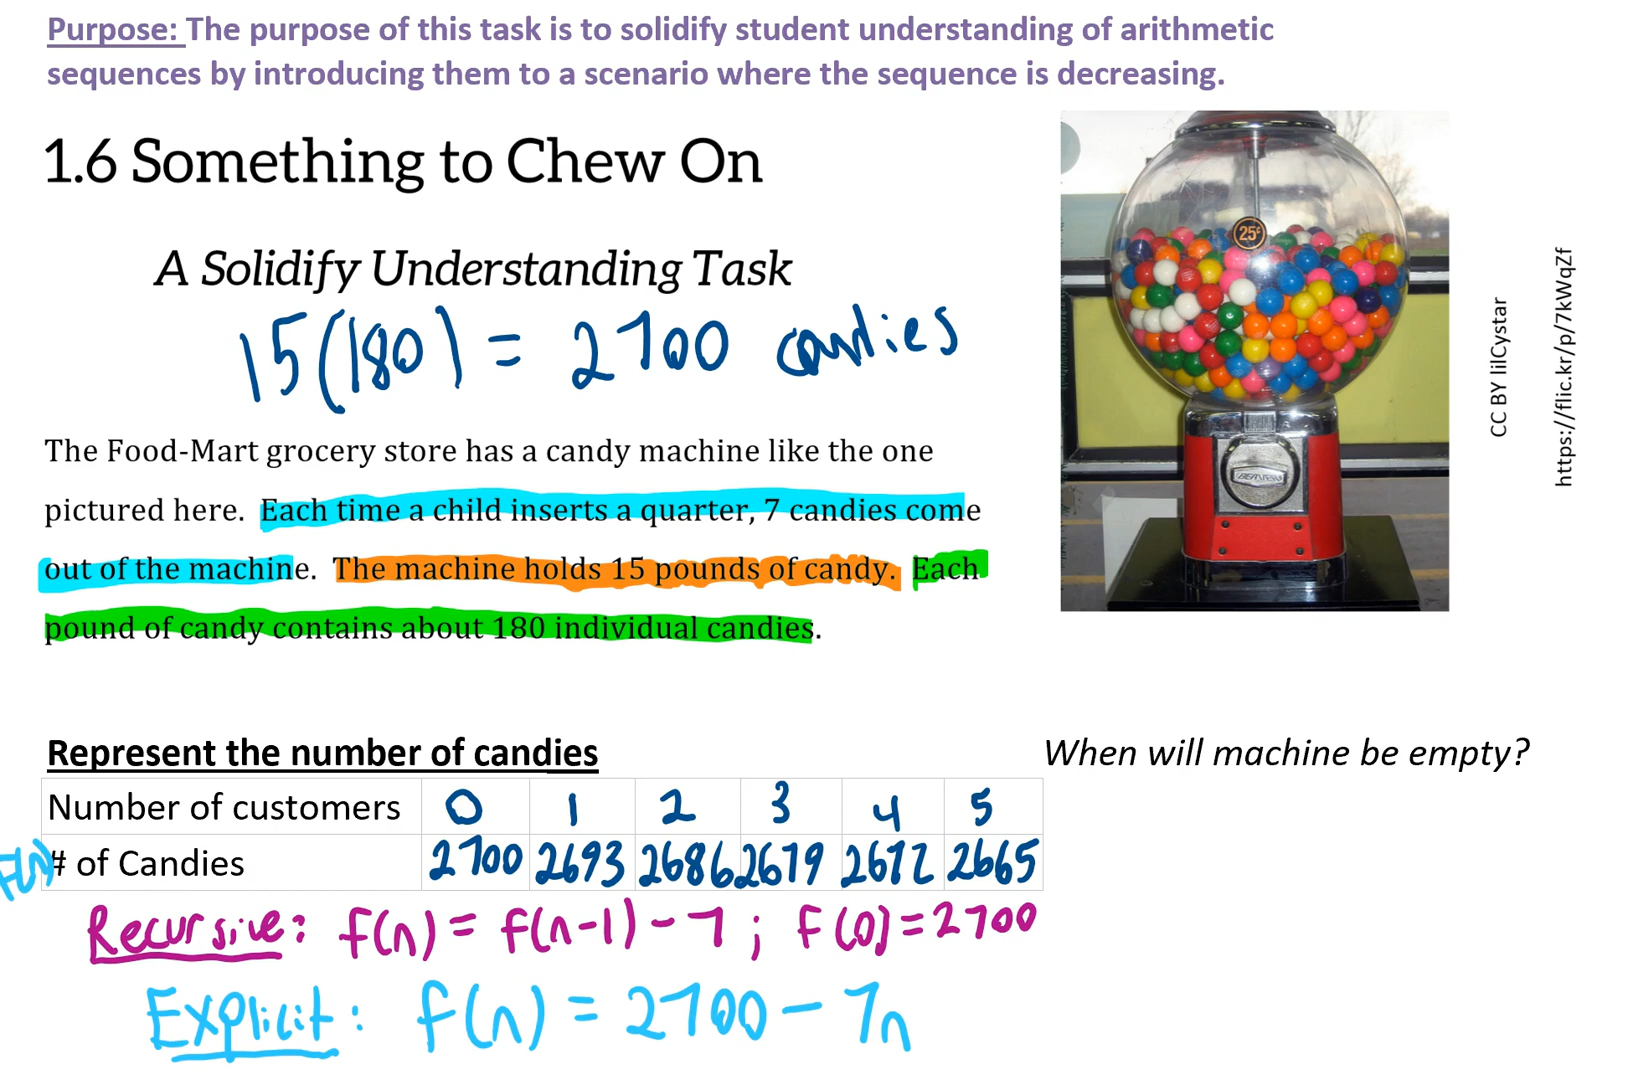 Purpose: The purpose of this task is to solidify student understanding of arithmetic
sequences by introducing them to a scenario where the sequence is decreasing.
1.6 Something to Chew On
A Solidify Understanding Task
15(180) = 2700 candies
25¢
The Food-Mart grocery store has a candy machine like the one
pictured here. Each time a child inserts a quarter, 7 candies come
out of the machine. The machine holds 15 pounds of candy. Each
pound of candy contains about 180 individual candies.
CC BY liilCystar
https://flic.kr/p/7kWqZf
Represent the number of candies
When will machine be empty?
Number of customers 0 1 2 3 4 5
f(n) # of Candies 2700 2693 2686 2679 2672 2665
Recursive: f(n) = f(n-1) - 7 ; f(0) = 2700
Explicit: f(n) = 2700 - 7n